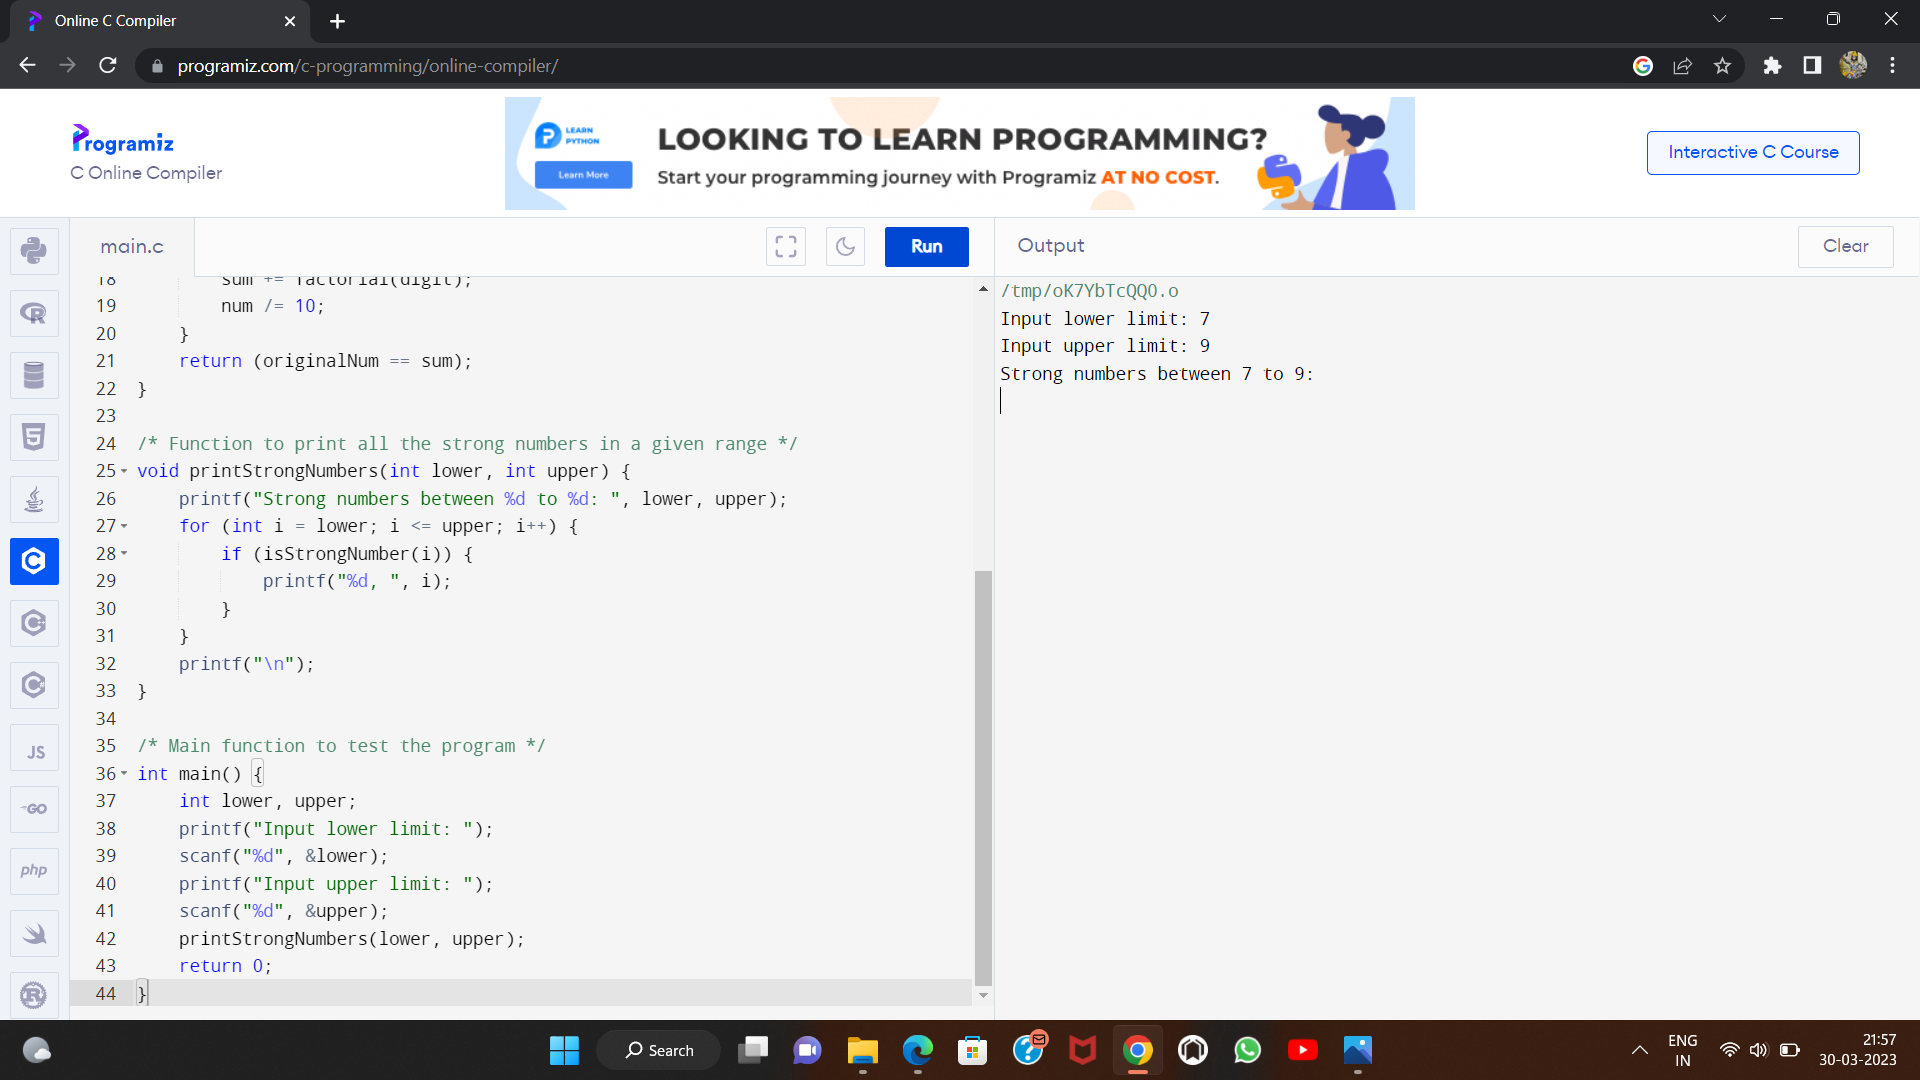 Online C Compiler
programiz.com/c-programming/online-compiler/
Programiz
C Online Compiler
LEARN
PYTHON
Learn More
LOOKING TO LEARN PROGRAMMING?
Start your programming journey with Programiz AT NO COST.
Interactive C Course
main.c
Run
Output
Clear
18 sum += factorial(digit);
19 num /= 10;
20 }
21 return (originalNum == sum);
22 }
23
24 /* Function to print all the strong numbers in a given range */
25 void printStrongNumbers(int lower, int upper) {
26 printf("Strong numbers between %d to %d: ", lower, upper);
27 for (int i = lower; i <= upper; i++) {
28 if (isStrongNumber(i)) {
29 printf("%d, ", i);
30 }
31 }
32 printf("\n");
33 }
34
35 /* Main function to test the program */
36 int main() {
37 int lower, upper;
38 printf("Input lower limit: ");
39 scanf("%d", &lower);
40 printf("Input upper limit: ");
41 scanf("%d", &upper);
42 printStrongNumbers(lower, upper);
43 return 0;
44 }
/tmp/oK7YbTcQQO.o
Input lower limit: 7
Input upper limit: 9
Strong numbers between 7 to 9:
JS
GO
php
Search
ENG
IN
21:57
30-03-2023